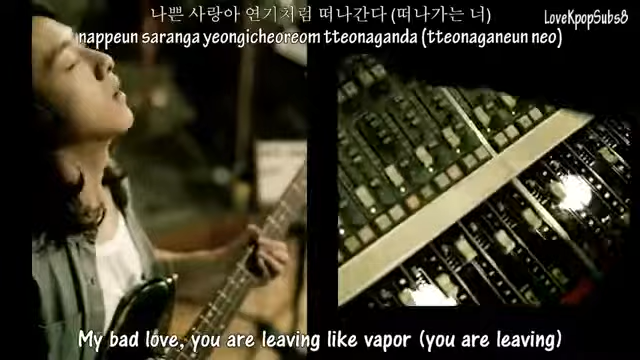 나쁜 사랑아 연기처럼 떠나간다 (떠나가는 너)
LoveKpopSubs8
nappeun saranga yeongicheoreom tteonaganda (tteonaganeun neo)
My bad love, you are leaving like vapor (you are leaving)